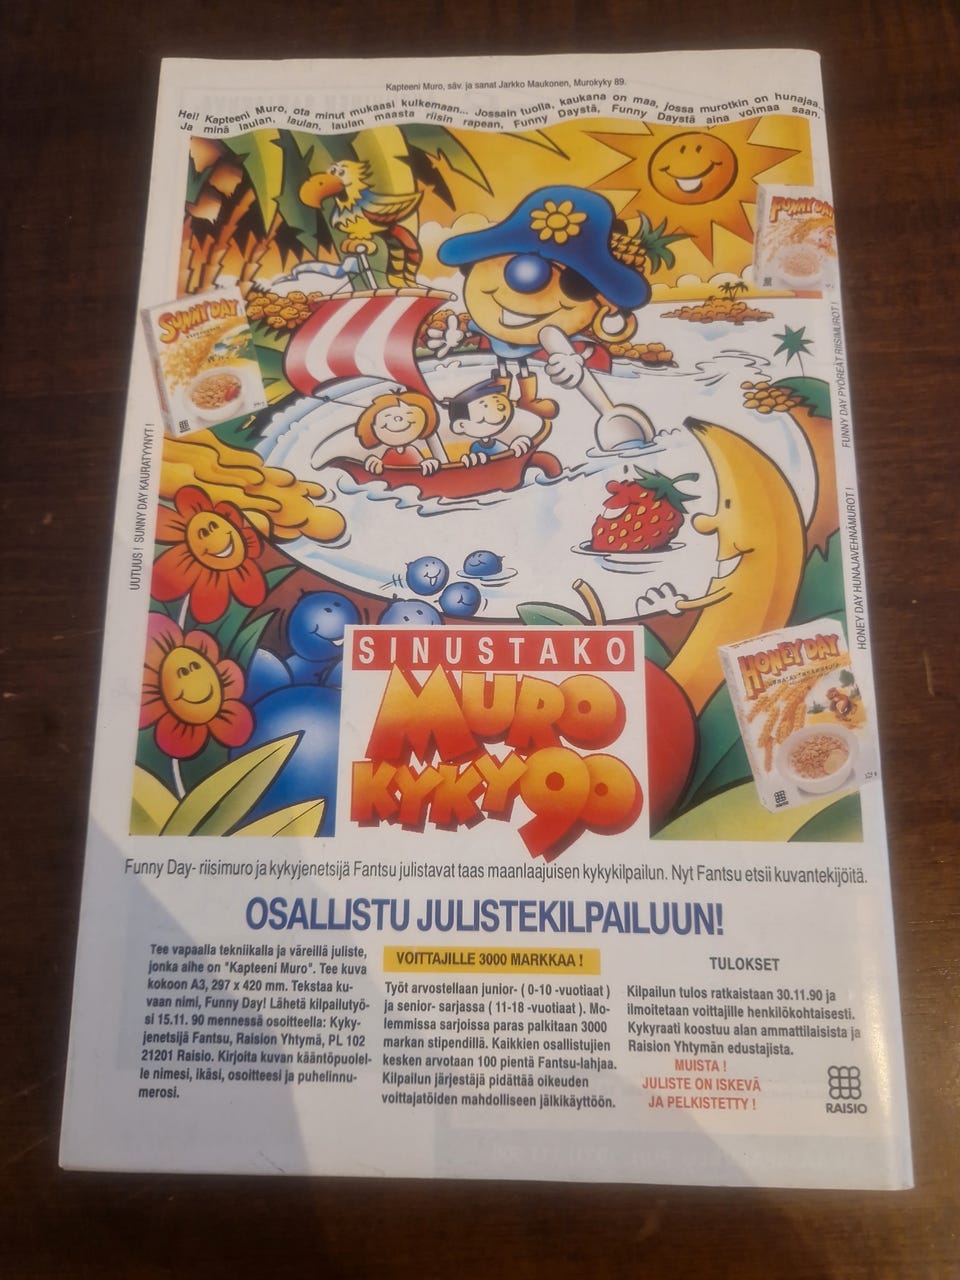 Kapteeni Muro, säv. ja sanat Jarkko Maukonen, Murokyky 89.
Hei! Kapteeni Muro, ota minut mukaasi kulkemaan... Jossain tuolla, kaukana on maa, jossa murotkin on hunajaa..
Ja minä laulan, laulan, laulan maasta riisin rapean, Funny Daystä, Funny Daystä aina voimaa saan.
FUNNY DAY
SUNNY DAY
UUTUUS ! SUNNY DAY KAURATYYNYT !
FUNNY DAY PYÖREÄT RIISIMUROT !
HONEY DAY HUNAJAVEHNÄMUROT !
HONEY DAY
SINUSTAKO
MURO
KYKY90
Funny Day- riisimuro ja kykyjenetsijä Fantsu julistavat taas maanlaajuisen kykykilpailun. Nyt Fantsu etsii kuvantekijöitä.
OSALLISTU JULISTEKILPAILUUN!
Tee vapaalla tekniikalla ja väreillä juliste,
jonka aihe on "Kapteeni Muro". Tee kuva
kokoon A3, 297 x 420 mm. Tekstaa ku-
vaan nimi, Funny Day! Lähetä kilpailutyö-
si 15.11. 90 mennessä osoitteella: Kyky-
jenetsijä Fantsu, Raision Yhtymä, PL 102
21201 Raisio. Kirjoita kuvan kääntöpuolel-
le nimesi, ikäsi, osoitteesi ja puhelinnu-
merosi.
VOITTAJILLE 3000 MARKKAA !
Työt arvostellaan junior- ( 0-10 -vuotiaat )
ja senior- sarjassa ( 11-18 -vuotiaat ). Mo-
lemmissa sarjoissa paras palkitaan 3000
markan stipendillä. Kaikkien osallistujien
kesken arvotaan 100 pientä Fantsu-lahjaa.
Kilpailun järjestäjä pidättää oikeuden
voittajatöiden mahdolliseen jälkikäyttöön.
TULOKSET
Kilpailun tulos ratkaistaan 30.11.90 ja
ilmoitetaan voittajille henkilökohtaisesti.
Kykyraati koostuu alan ammattilaisista ja
Raision Yhtymän edustajista.
MUISTA !
JULISTE ON ISKEVÄ
JA PELKISTETTY !
RAISIO